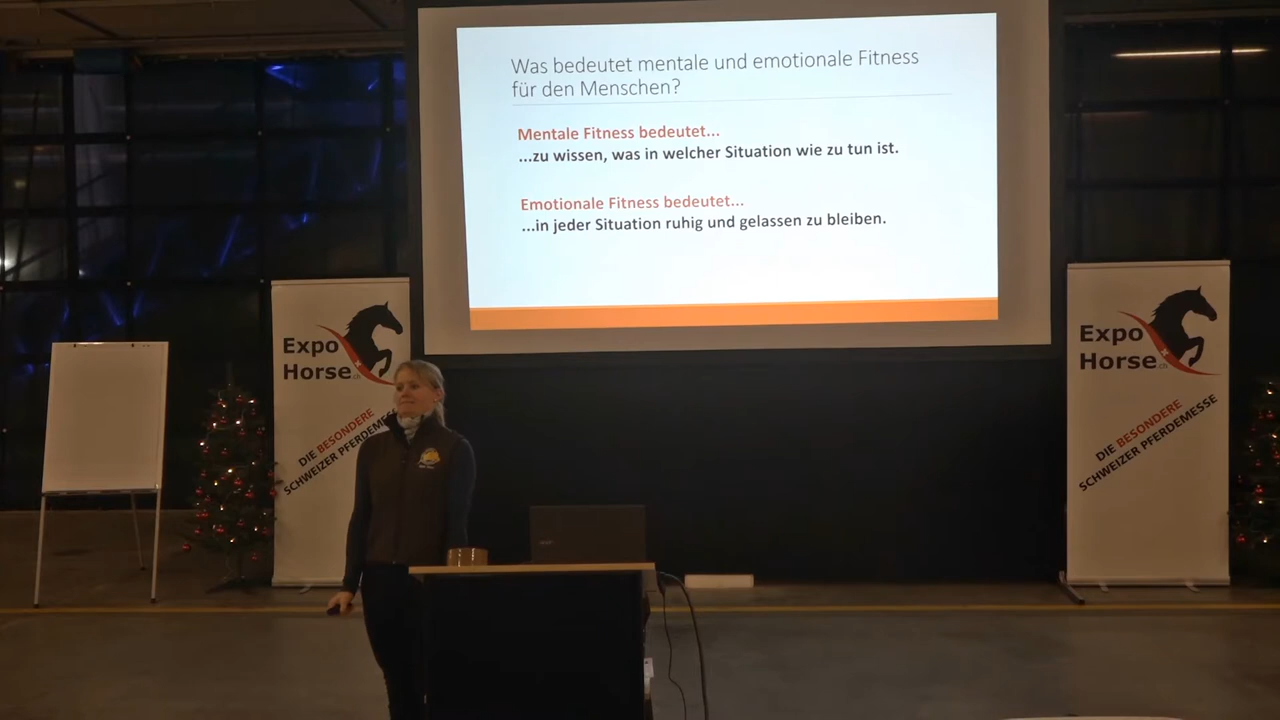 Was bedeutet mentale und emotionale Fitness
für den Menschen?
Mentale Fitness bedeutet...
...zu wissen, was in welcher Situation wie zu tun ist.
Emotionale Fitness bedeutet...
...in jeder Situation ruhig und gelassen zu bleiben.
Expo
Horse.ch
DIE BESONDERE
SCHWEIZER PFERDEMESSE
Expo
Horse.ch
DIE BESONDERE
SCHWEIZER PFERDEMESSE